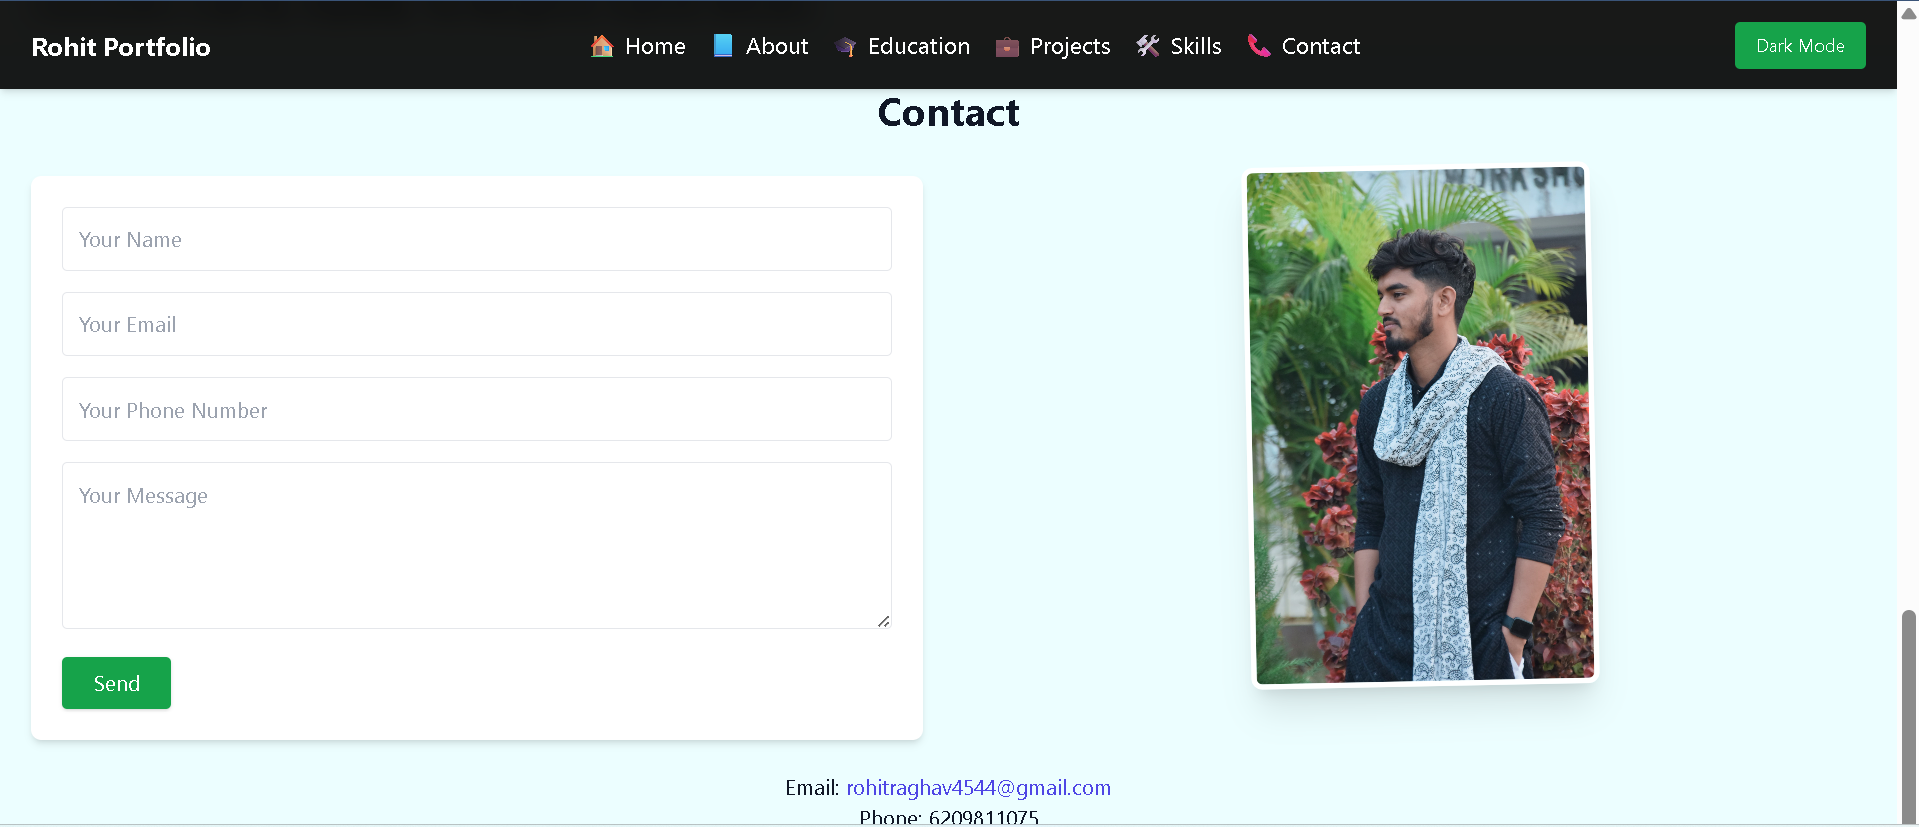 Rohit Portfolio
Home
About
Education
Projects
Skills
Contact
Dark Mode
Contact
Your Name
Your Email
Your Phone Number
Your Message
Send
Email: rohitraghav4544@gmail.com
Phone: 6209811075